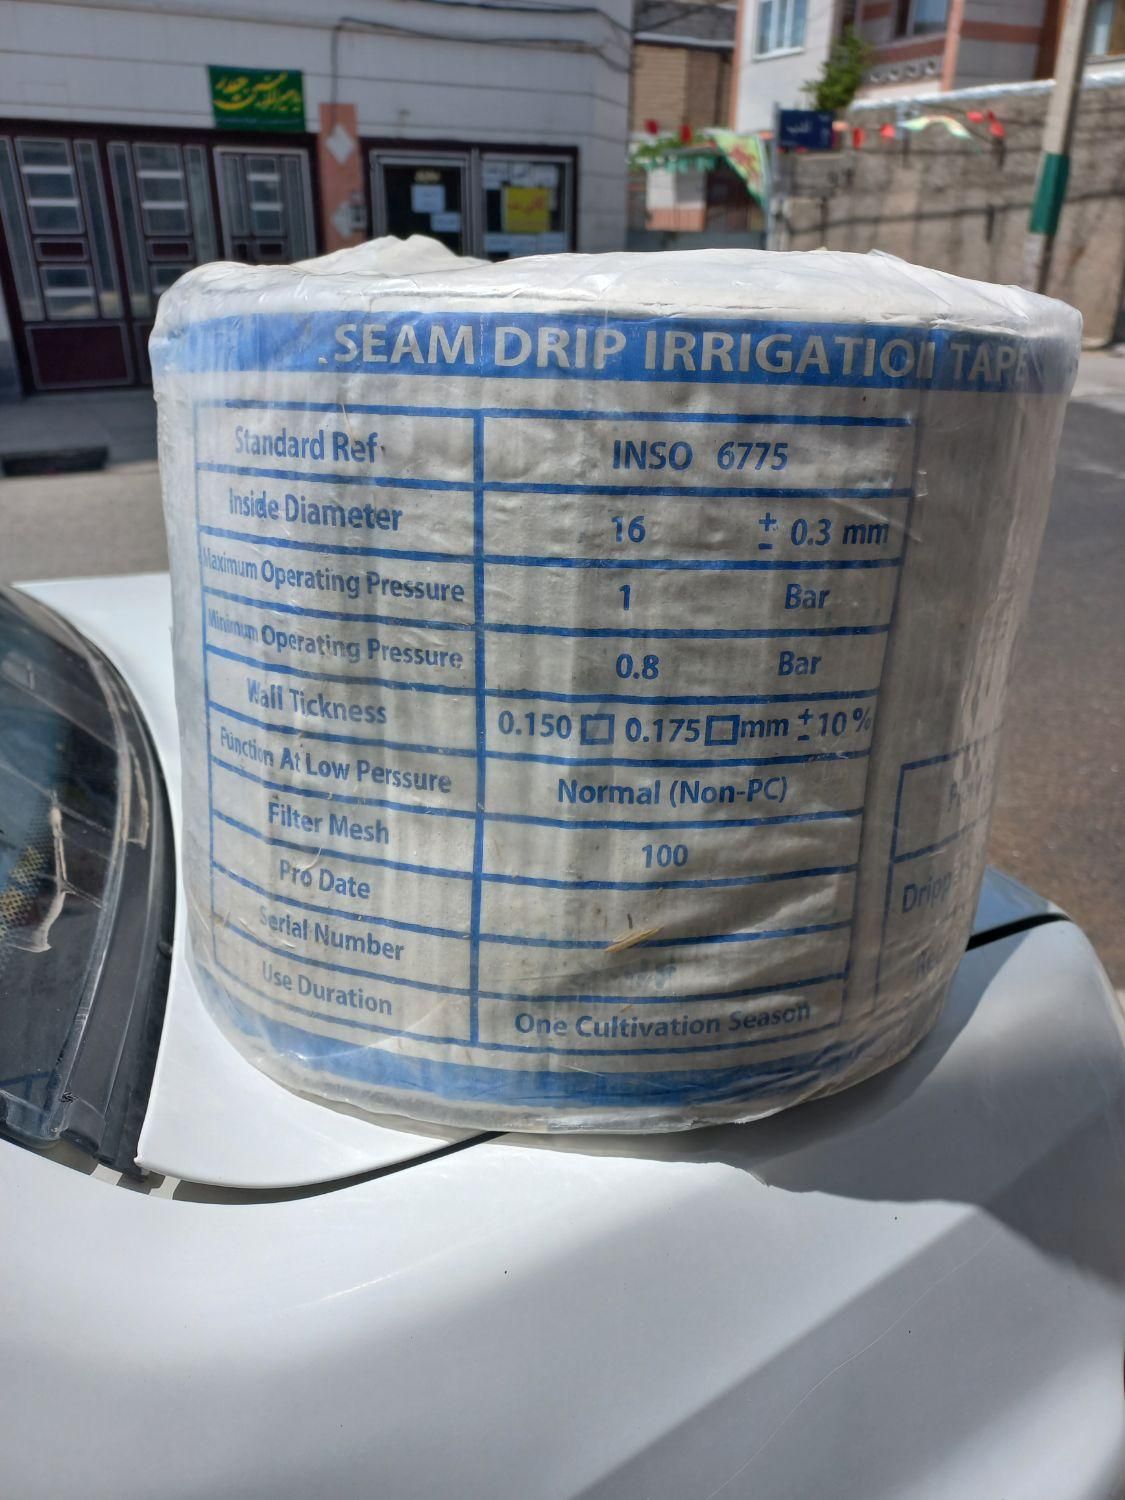 SEAM DRIP IRRIGATION TAPE
Standard Ref. INSO 6775
Inside Diameter 16 ± 0.3 mm
Maximum Operating Pressure 1 Bar
Minimum Operating Pressure 0.8 Bar
Wall Tickness 0.150 □ 0.175 □ mm ± 10 %
Function At Low Perssure Normal (Non-PC)
Filter Mesh 100
Pro Date
Serial Number
Use Duration One Cultivation Season